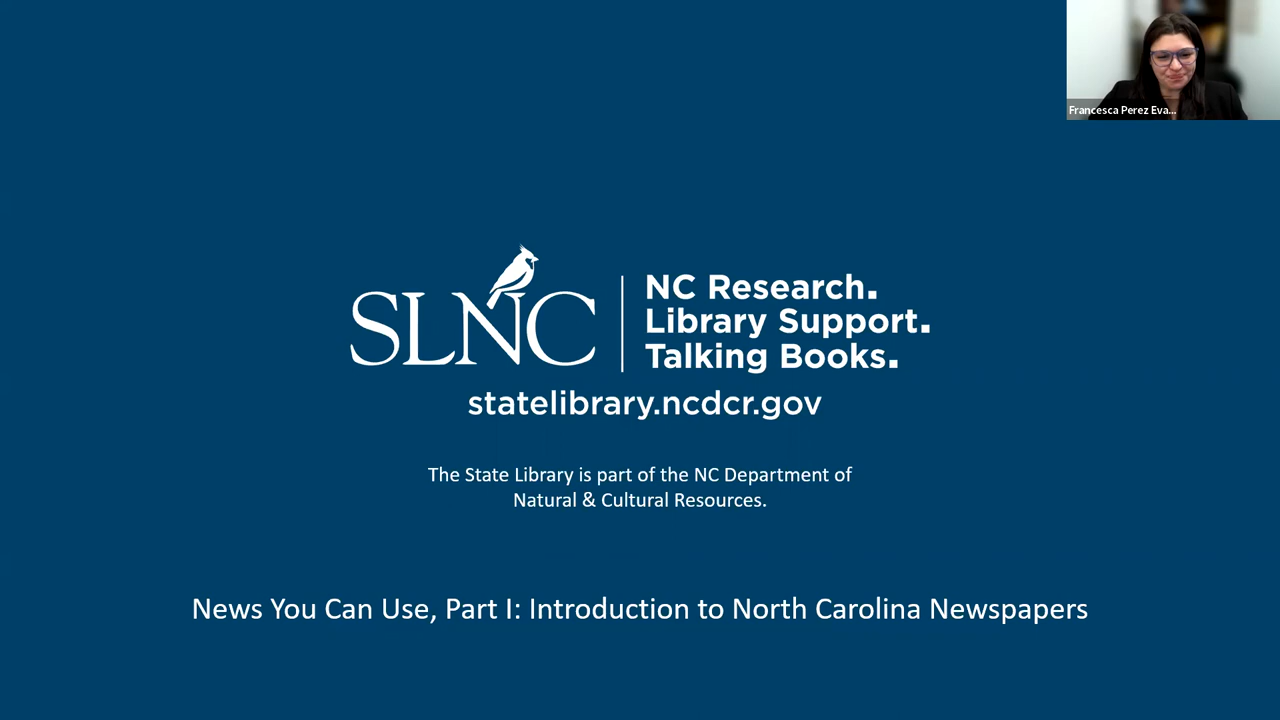 Francesca Perez Eva...
SLNC
NC Research.
Library Support.
Talking Books.
statelibrary.ncdcr.gov
The State Library is part of the NC Department of
Natural & Cultural Resources.
News You Can Use, Part I: Introduction to North Carolina Newspapers